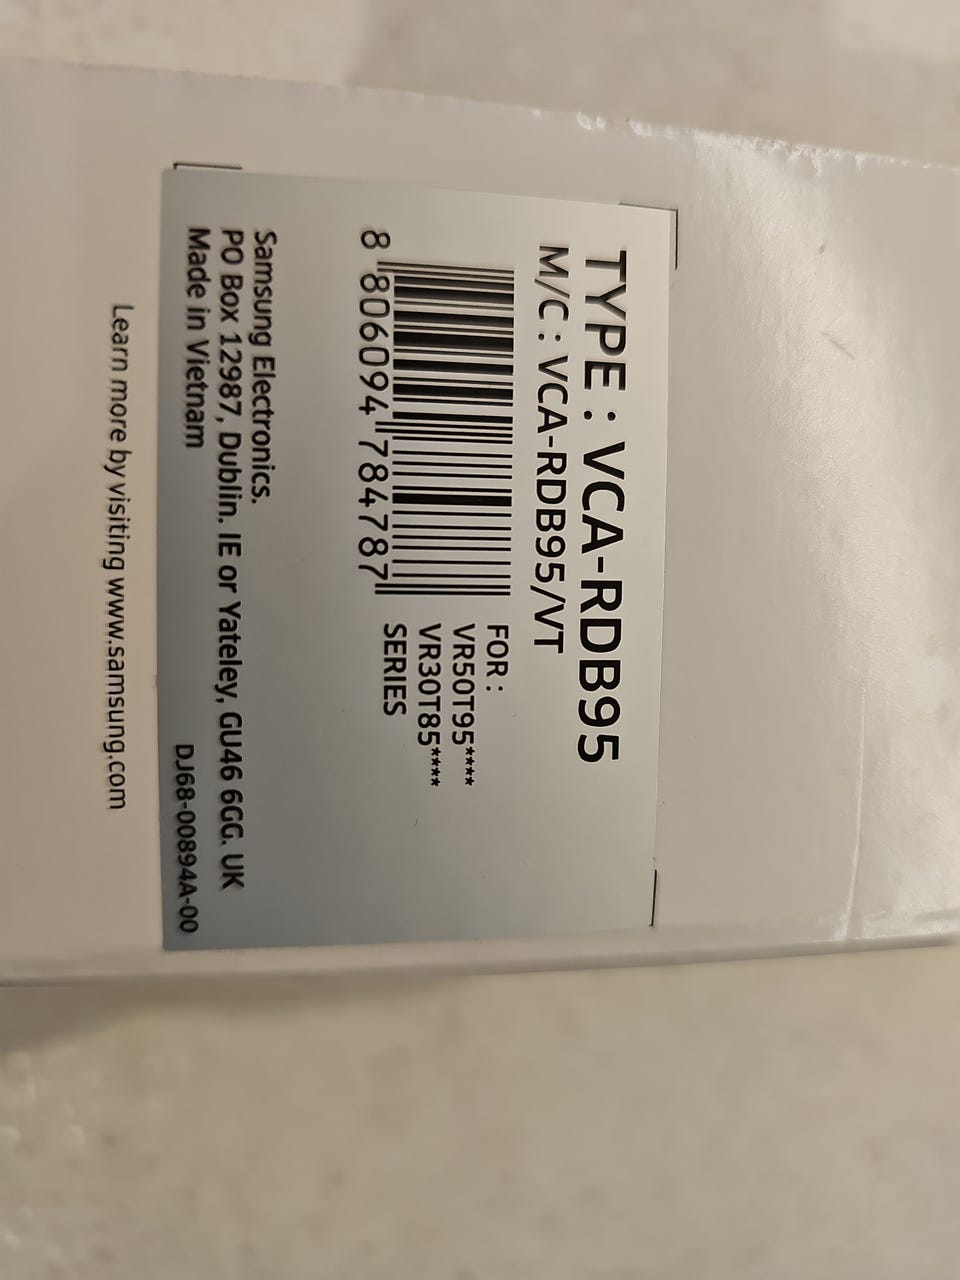 TYPE : VCA-RDB95
M/C : VCA-RDB95/VT
8 806094 784787
FOR :
VR50T95****
VR30T85****
SERIES
Samsung Electronics.
PO Box 12987, Dublin. IE or Yateley, GU46 6GG. UK
Made in Vietnam
DJ68-00894A-00
Learn more by visiting www.samsung.com